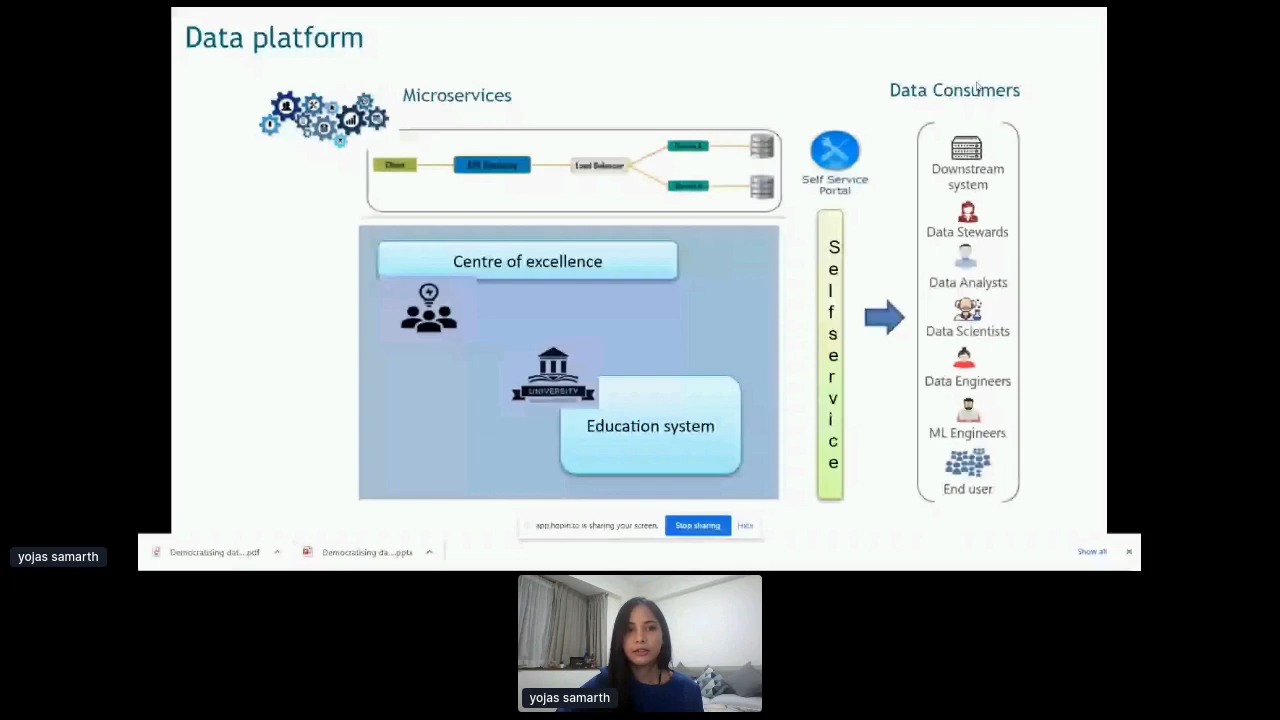 Data platform
Microservices
Data Consumers
Client
API Gateway
Load Balancer
Self Service
Portal
Downstream
system
Data Stewards
Data Analysts
Data Scientists
Data Engineers
ML Engineers
End user
Centre of excellence
UNIVERSITY
Education system
Selfservice
app.hopin.to is sharing your screen.
Stop sharing
Hide
Democratising dat....pdf
Democratising da....pptx
Show all
yojas samarth
yojas samarth